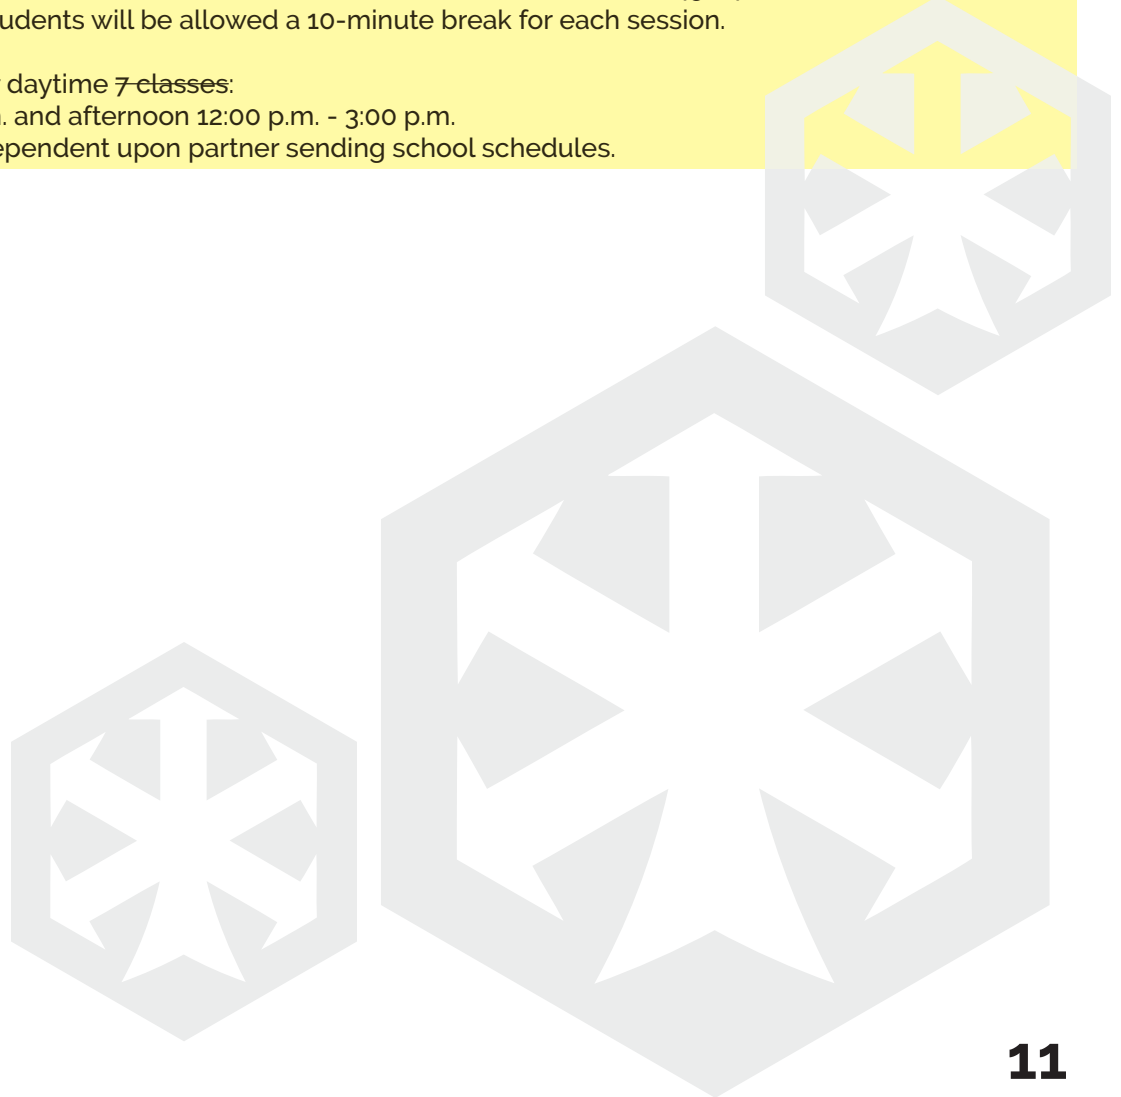 udents will be allowed a 10-minute break for each session.
daytime 7 classes:
. and afternoon 12:00 p.m. - 3:00 p.m.
ependent upon partner sending school schedules.
11